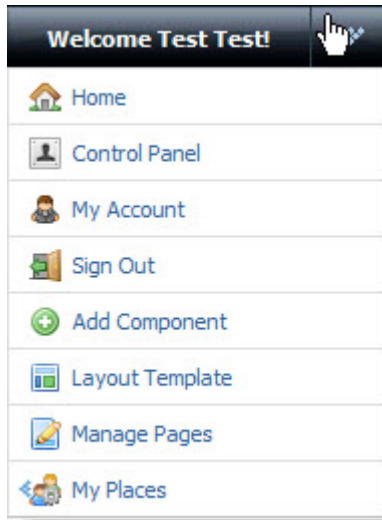 Welcome Test Test!
Home
Control Panel
My Account
Sign Out
Add Component
Layout Template
Manage Pages
My Places